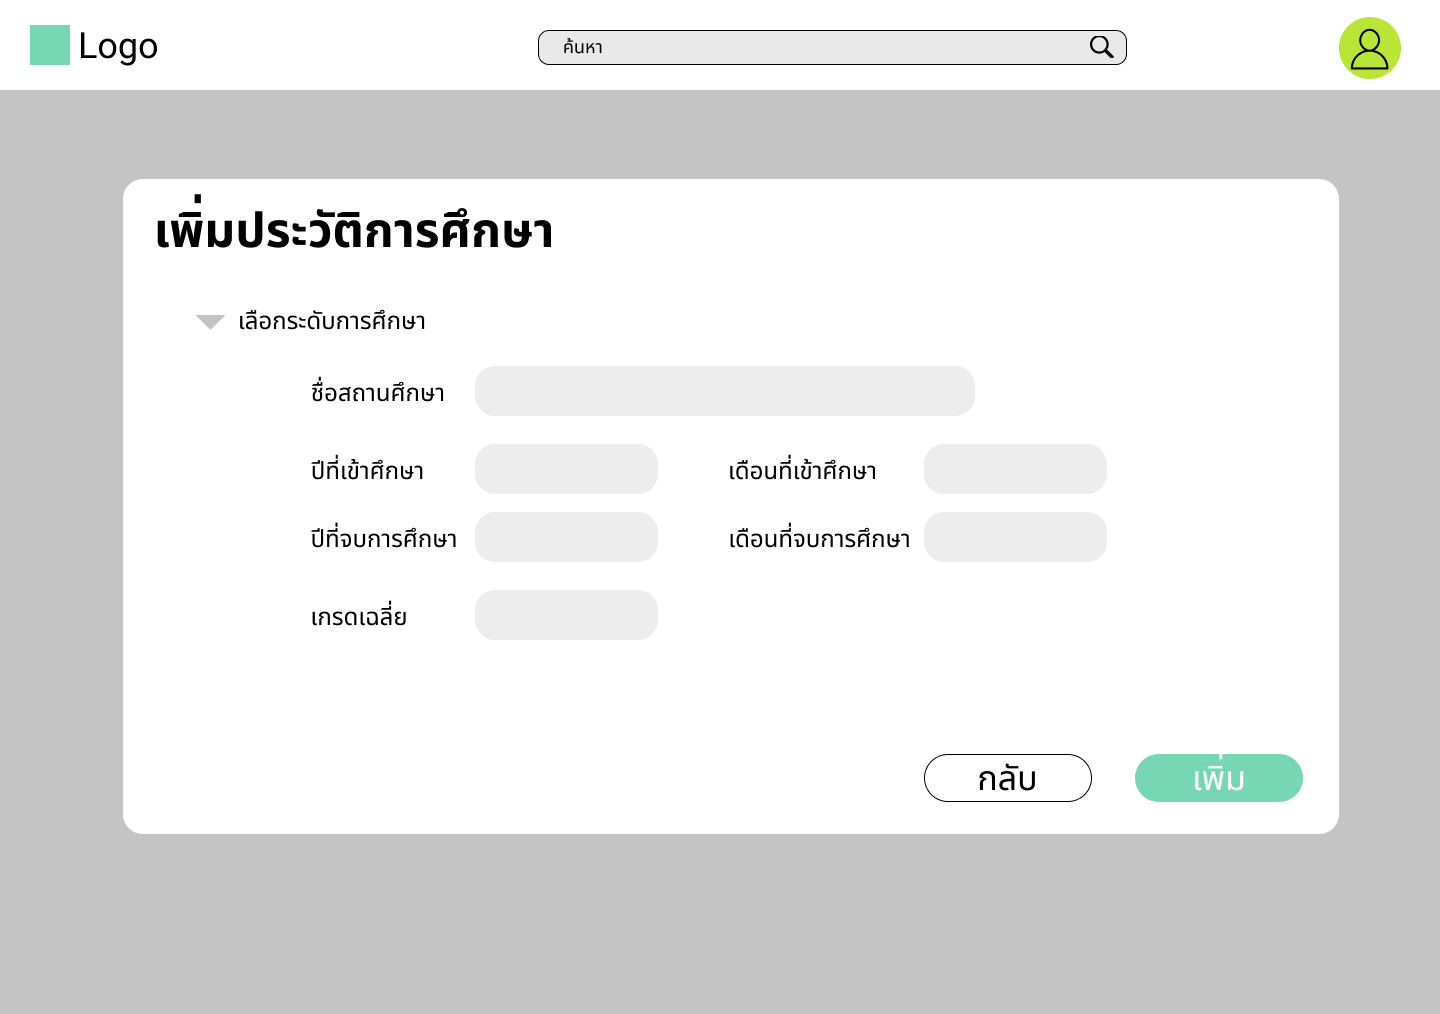 Logo
ค้นหา
เพิ่มประวัติการศึกษา
เลือกระดับการศึกษา
ชื่อสถานศึกษา
ปีที่เข้าศึกษา เดือนที่เข้าศึกษา
ปีที่จบการศึกษา เดือนที่จบการศึกษา
เกรดเฉลี่ย
กลับ เพิ่ม